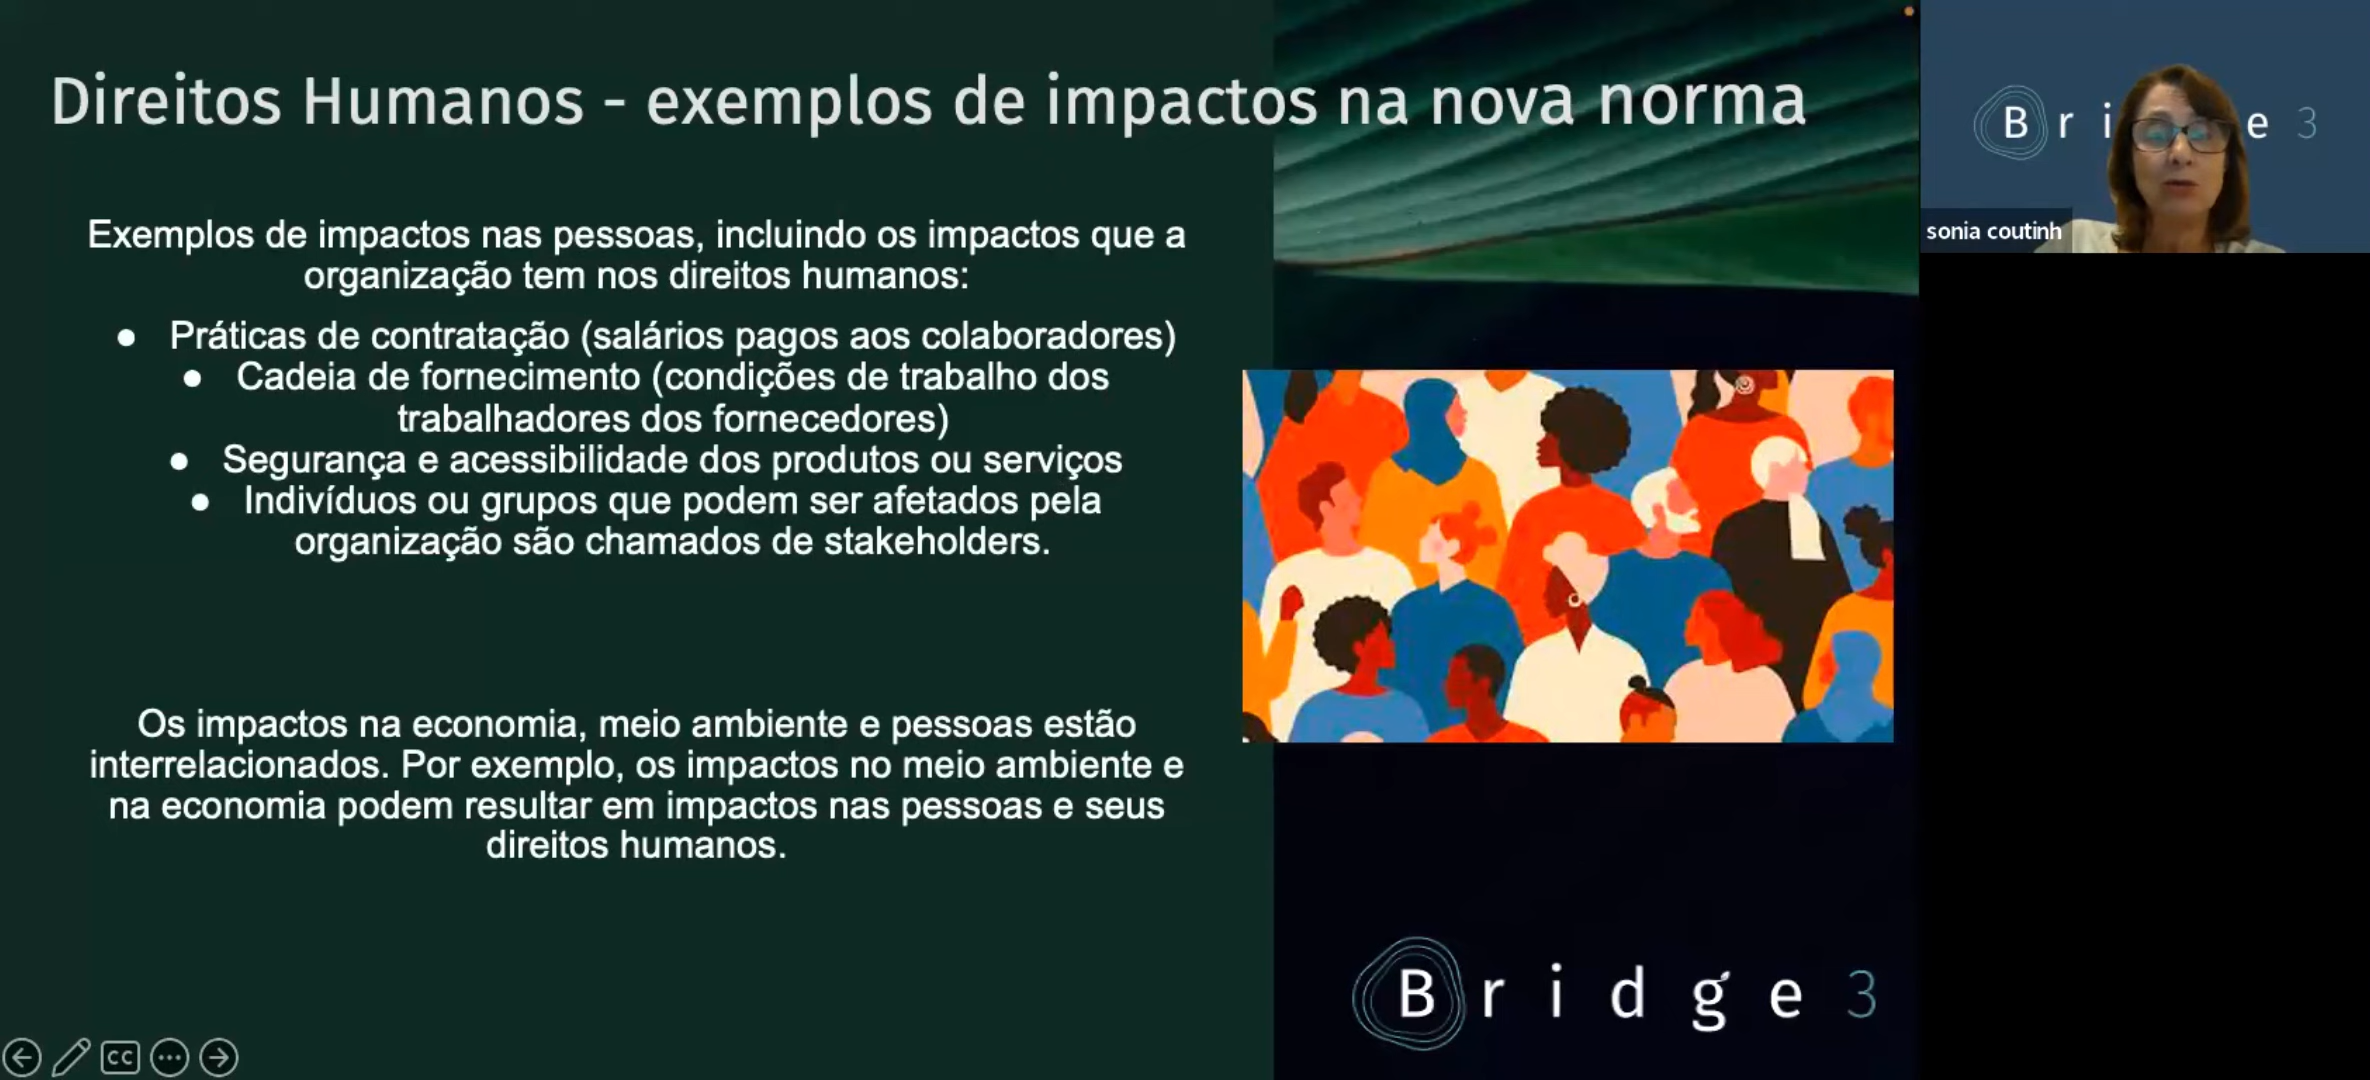 Direitos Humanos - exemplos de impactos na nova norma
Exemplos de impactos nas pessoas, incluindo os impactos que a
organização tem nos direitos humanos:
● Práticas de contratação (salários pagos aos colaboradores)
● Cadeia de fornecimento (condições de trabalho dos
trabalhadores dos fornecedores)
● Segurança e acessibilidade dos produtos ou serviços
● Indivíduos ou grupos que podem ser afetados pela
organização são chamados de stakeholders.
Os impactos na economia, meio ambiente e pessoas estão
interrelacionados. Por exemplo, os impactos no meio ambiente e
na economia podem resultar em impactos nas pessoas e seus
direitos humanos.
Bridge 3
CC
Bri e 3
sonia coutinh